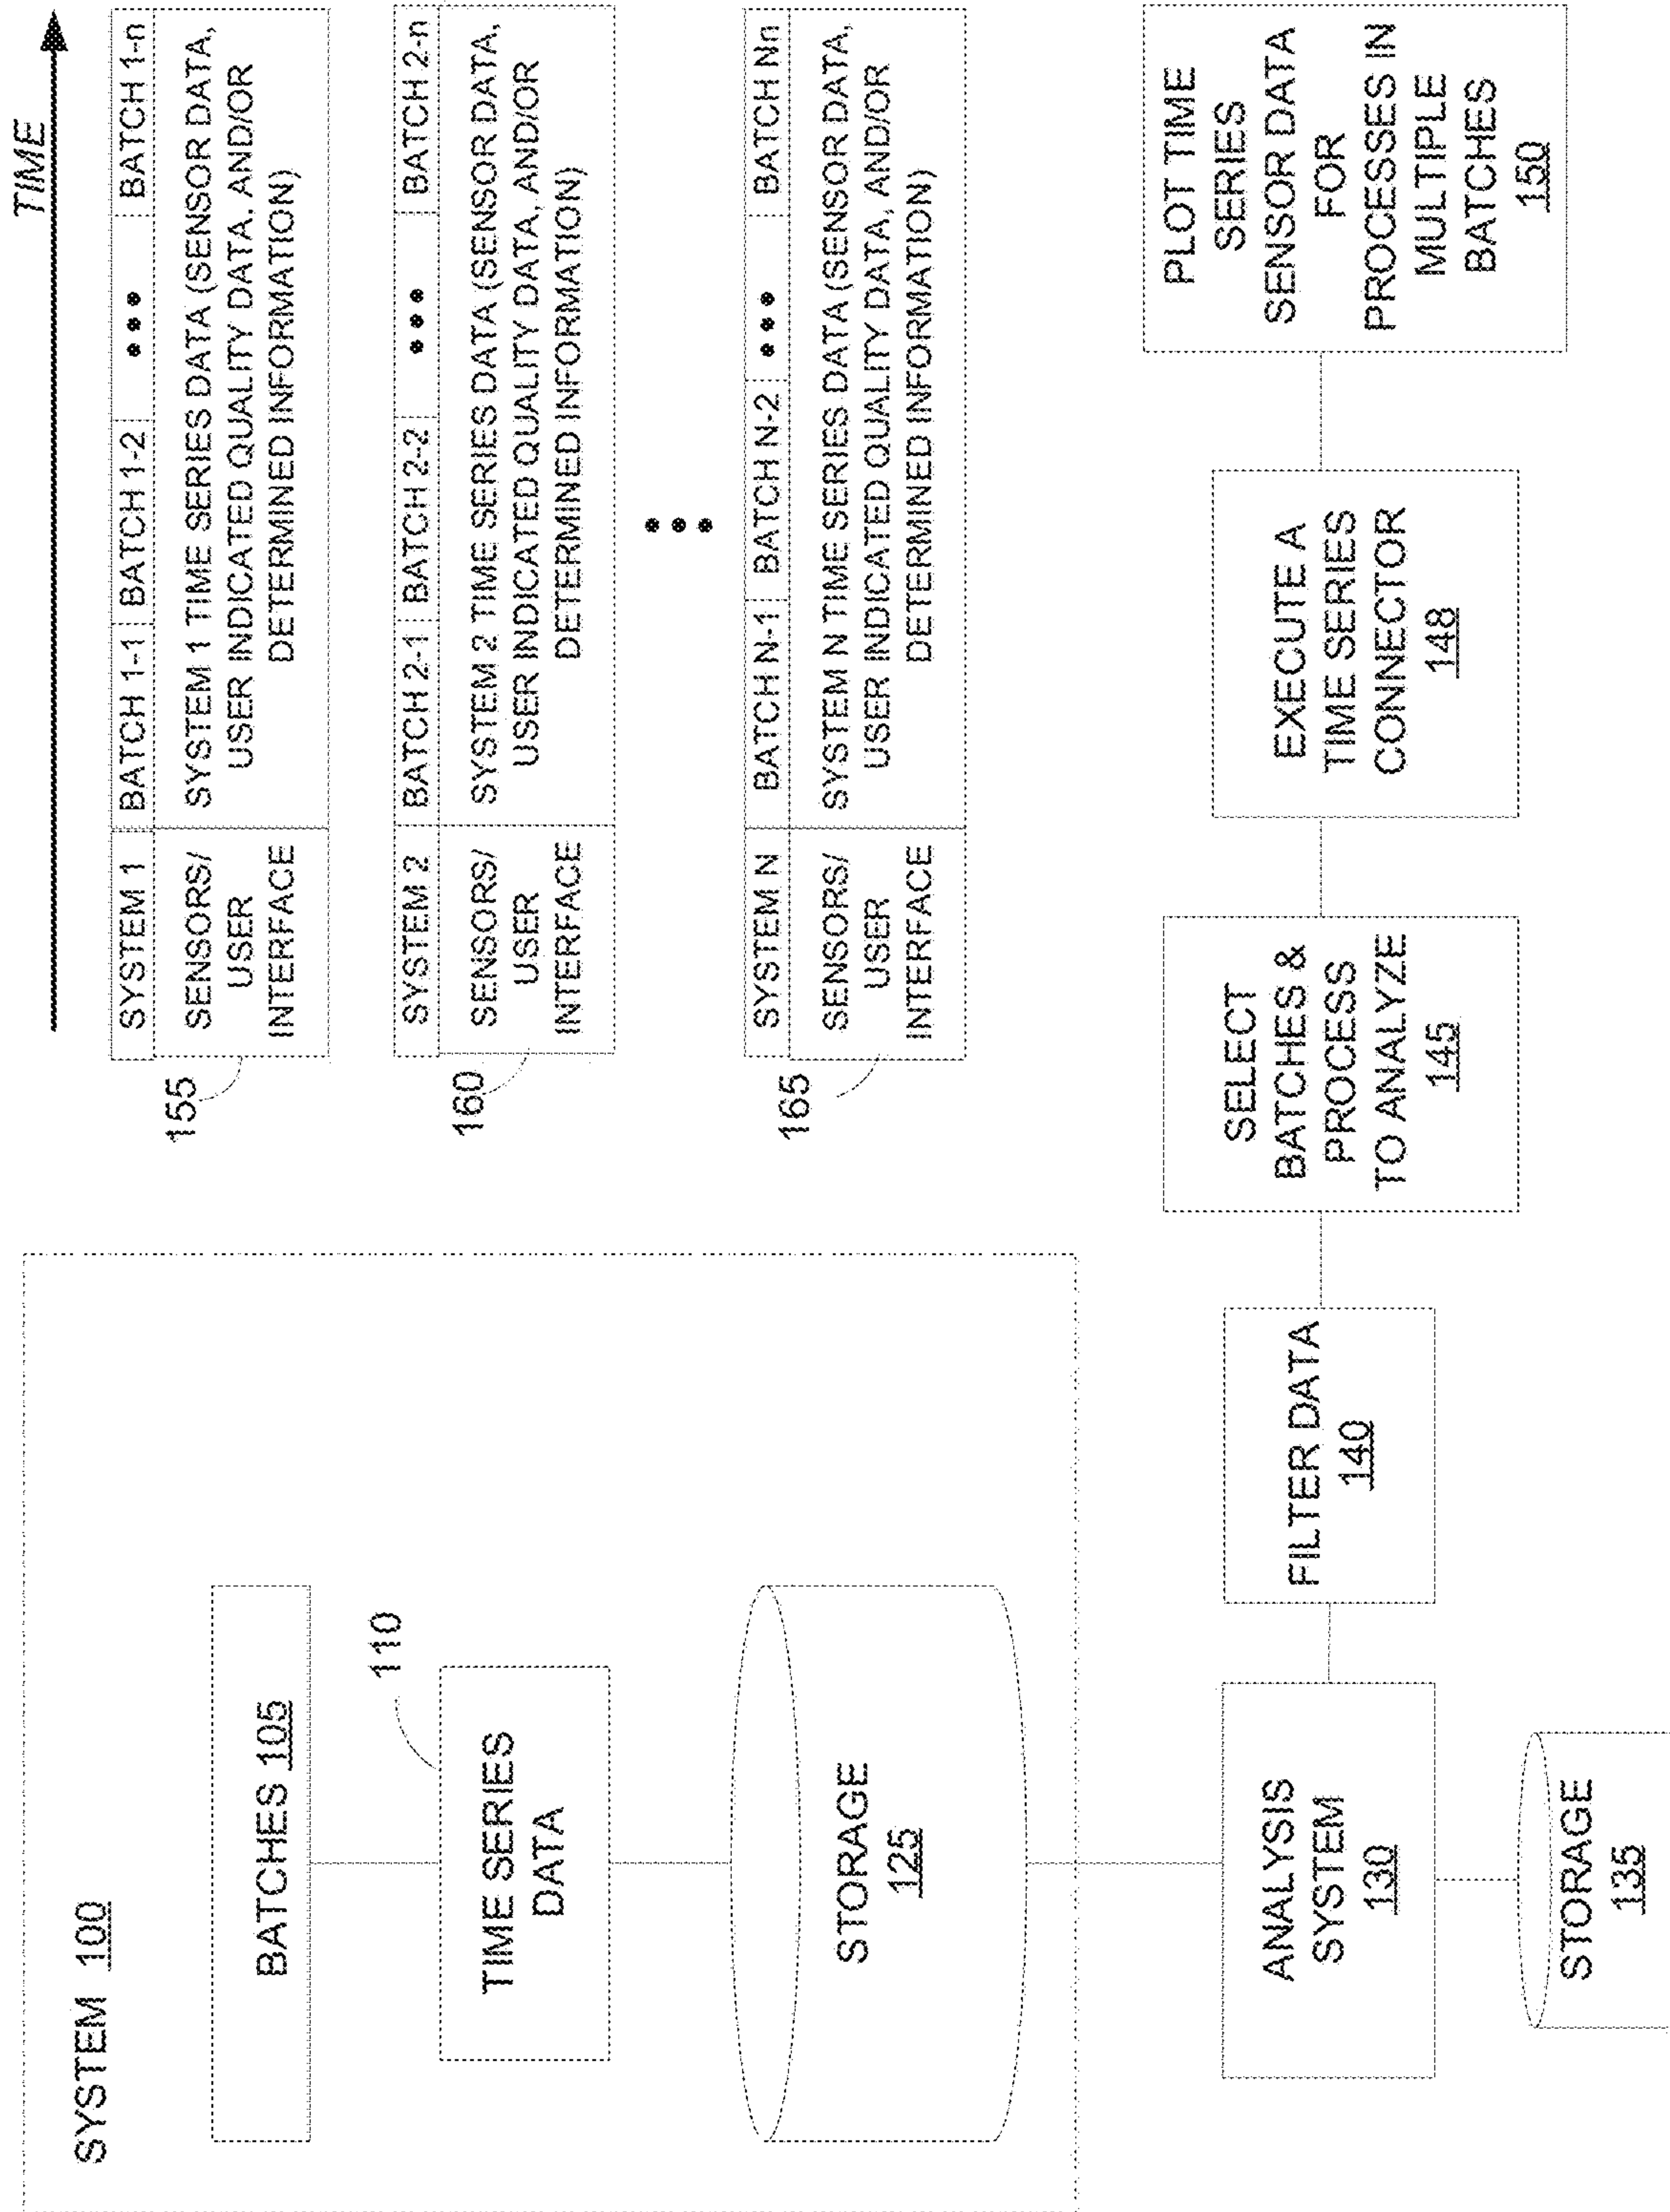 SYSTEM 100
BATCHES 105
110
TIME SERIES
DATA
STORAGE
125
TIME
SYSTEM 1
BATCH 1-1
BATCH 1-2
•••
BATCH 1-n
SENSORS/
USER
INTERFACE
SYSTEM 1 TIME SERIES DATA (SENSOR DATA,
USER INDICATED QUALITY DATA, AND/OR
DETERMINED INFORMATION)
155
SYSTEM 2
BATCH 2-1
BATCH 2-2
•••
BATCH 2-n
SENSORS/
USER
INTERFACE
SYSTEM 2 TIME SERIES DATA (SENSOR DATA,
USER INDICATED QUALITY DATA, AND/OR
DETERMINED INFORMATION)
160
•••
SYSTEM N
BATCH N-1
BATCH N-2
•••
BATCH Nn
SENSORS/
USER
INTERFACE
SYSTEM N TIME SERIES DATA (SENSOR DATA,
USER INDICATED QUALITY DATA, AND/OR
DETERMINED INFORMATION)
165
ANALYSIS
SYSTEM
130
STORAGE
135
FILTER DATA
140
SELECT
BATCHES &
PROCESS
TO ANALYZE
145
EXECUTE A
TIME SERIES
CONNECTOR
148
PLOT TIME
SERIES
SENSOR DATA
FOR
PROCESSES IN
MULTIPLE
BATCHES
150